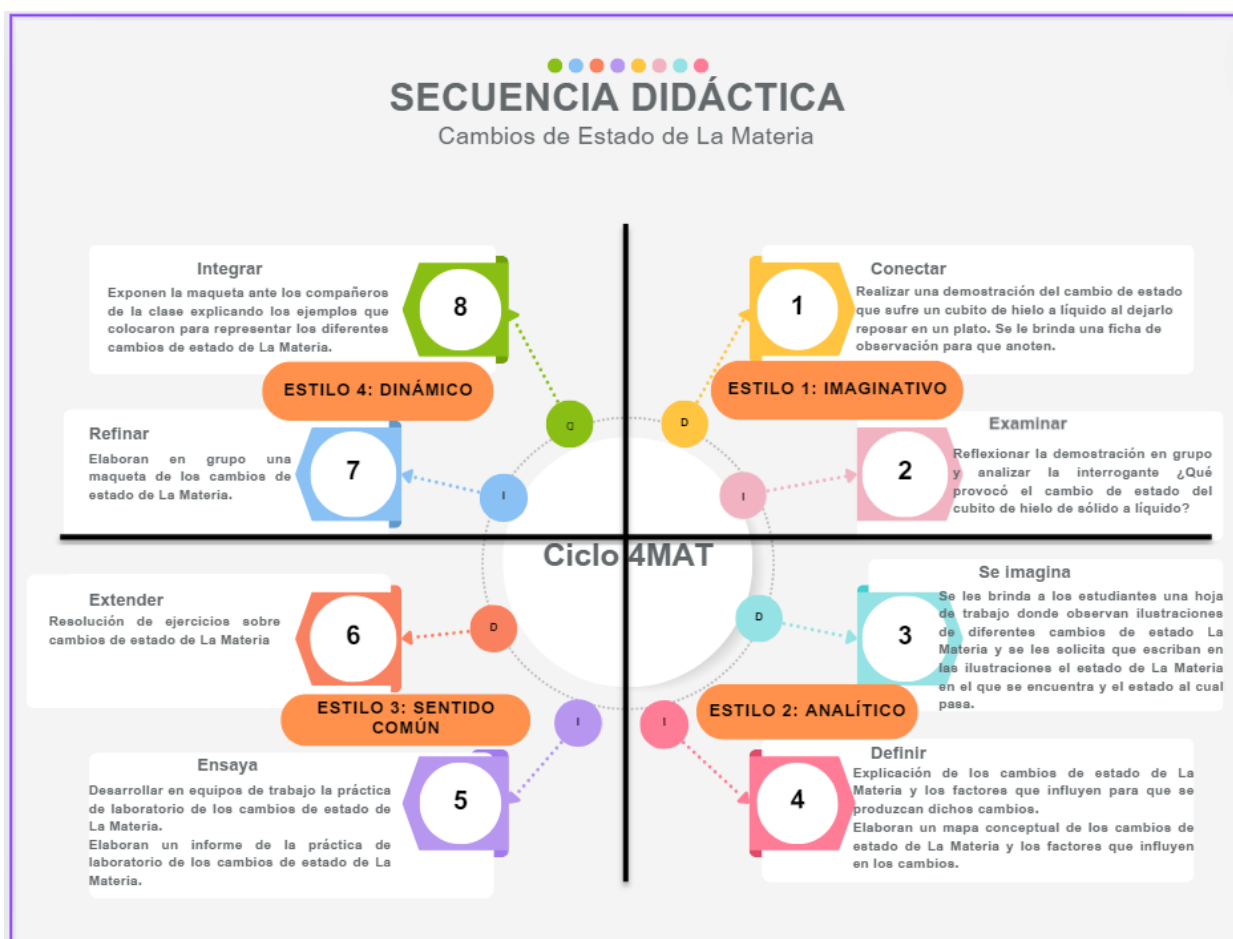 SECUENCIA DIDÁCTICA
Cambios de Estado de La Materia
Conectar
1
Realizar una demostración del cambio de estado
que sufre un cubito de hielo a líquido al dejarlo
reposar en un plato. Se le brinda una ficha de
observación para que anoten.
ESTILO 1: IMAGINATIVO
D
Examinar
2
Reflexionar la demostración en grupo
y analizar la interrogante ¿Qué
provocó el cambio de estado del
cubito de hielo de sólido a líquido?
I
Ciclo 4MAT
Se imagina
3
Se les brinda a los estudiantes una hoja
de trabajo donde observan ilustraciones
de diferentes cambios de estado La
Materia y se les solicita que escriban en
las ilustraciones el estado de La Materia
en el que se encuentra y el estado al cual
pasa.
D
ESTILO 2: ANALÍTICO
I
Definir
4
Explicación de los cambios de estado de La
Materia y los factores que influyen para que se
produzcan dichos cambios.
Elaboran un mapa conceptual de los cambios de
estado de La Materia y los factores que influyen
en los cambios.
Ensaya
5
Desarrollar en equipos de trabajo la práctica
de laboratorio de los cambios de estado de
La Materia.
Elaboran un informe de la práctica de
laboratorio de los cambios de estado de La
Materia.
I
ESTILO 3: SENTIDO
COMÚN
Extender
6
Resolución de ejercicios sobre
cambios de estado de La Materia
D
Refinar
7
Elaboran en grupo una
maqueta de los cambios de
estado de La Materia.
I
ESTILO 4: DINÁMICO
Integrar
8
Exponen la maqueta ante los compañeros
de la clase explicando los ejemplos que
colocaron para representar los diferentes
cambios de estado de La Materia.